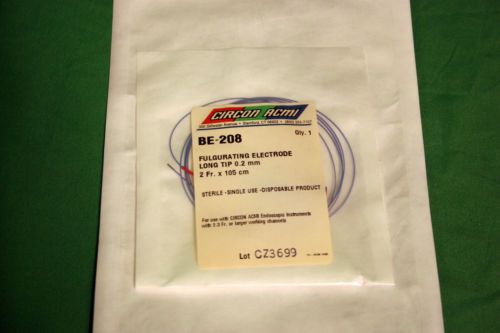 CIRCON ACMI
Stamford, CT
BE-208
Qty. 1
FULGURATING ELECTRODE
LONG TIP 0.2 mm
2 Fr. x 105 cm
STERILE - SINGLE USE - DISPOSABLE PRODUCT
For use with CIRCON ACMI Endoscopic Instruments
with 2.3 Fr. or larger working channels
Lot CZ3699